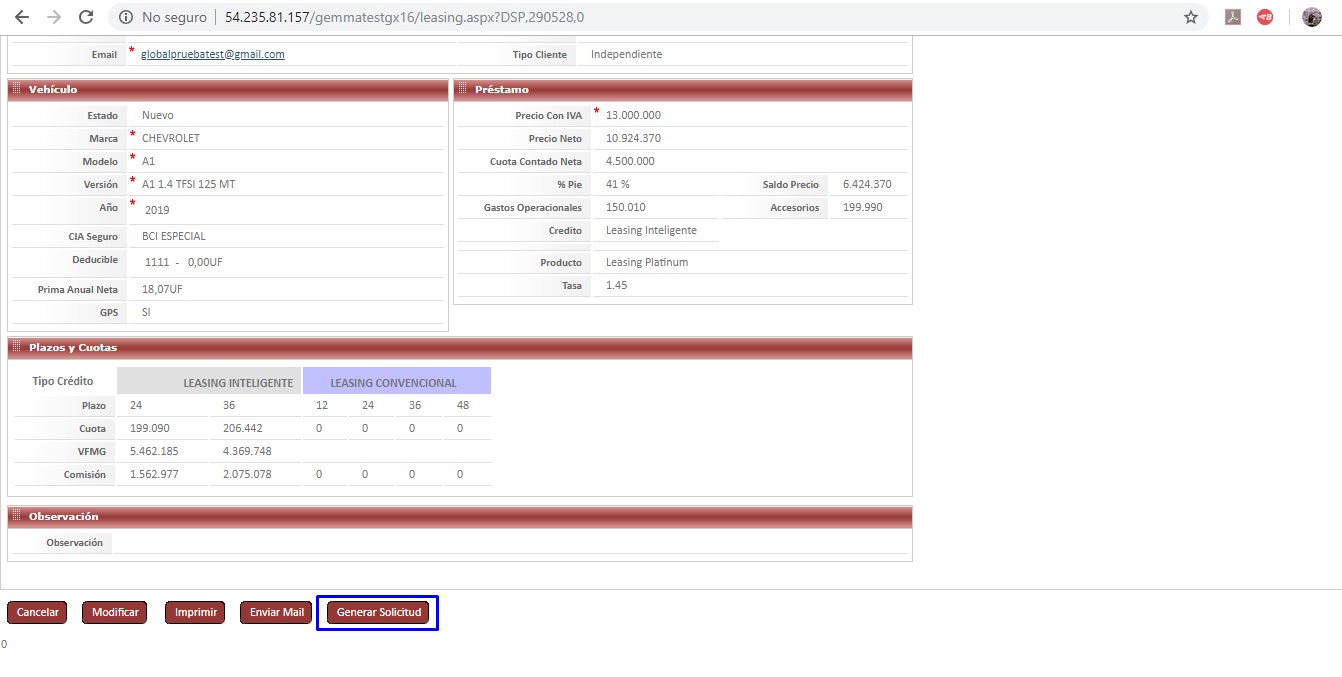 No seguro | 54.235.81.157/gemmatestgx16/leasing.aspx?DSP,290528,0
Email * globalpruebatest@gmail.com Tipo Cliente Independiente
Vehículo
Estado Nuevo
Marca * CHEVROLET
Modelo * A1
Versión * A1 1.4 TFSI 125 MT
Año * 2019
CIA Seguro BCI ESPECIAL
Deducible 1111 - 0,00UF
Prima Anual Neta 18,07UF
GPS SI
Préstamo
Precio Con IVA * 13.000.000
Precio Neto 10.924.370
Cuota Contado Neta 4.500.000
% Pie 41 % Saldo Precio 6.424.370
Gastos Operacionales 150.010 Accesorios 199.990
Credito Leasing Inteligente
Producto Leasing Platinum
Tasa 1.45
Plazos y Cuotas
Tipo Crédito LEASING INTELIGENTE LEASING CONVENCIONAL
Plazo 24 36 12 24 36 48
Cuota 199.090 206.442 0 0 0 0
VFMG 5.462.185 4.369.748
Comisión 1.562.977 2.075.078 0 0 0 0
Observación
Observación
Cancelar Modificar Imprimir Enviar Mail Generar Solicitud
0